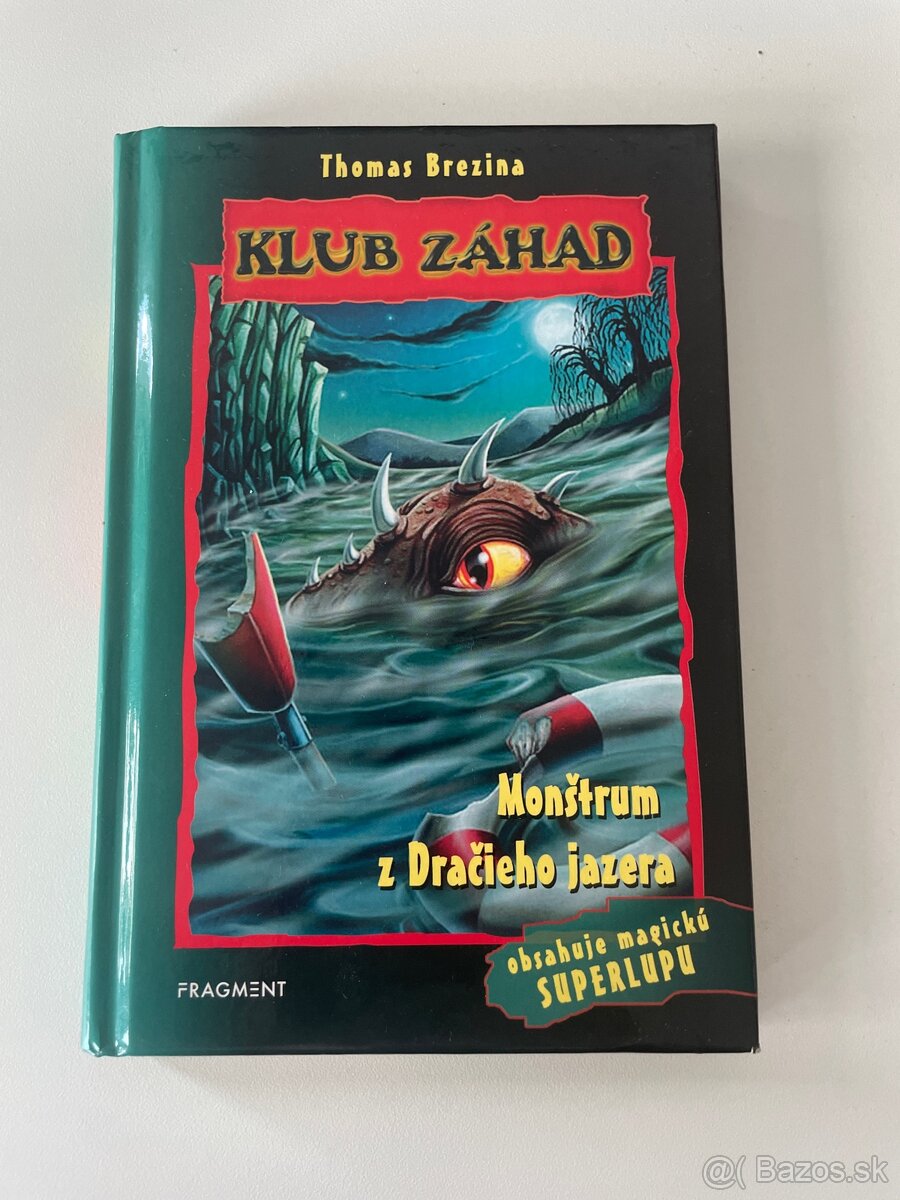 Thomas Brezina
KLUB ZÁHAD
Monštrum
z Dračieho jazera
obsahuje magickú
SUPERLUPU
FRAGMENT
@( Bazos.sk